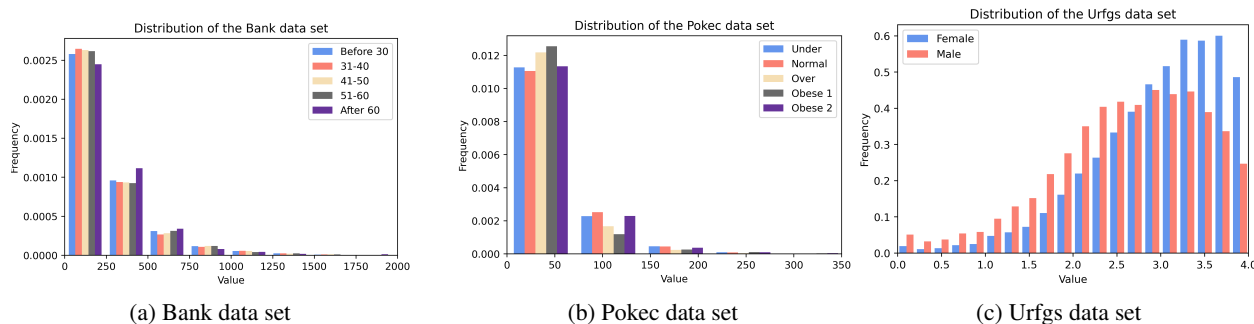 Distribution of the Bank data set
Frequency
0.0025
0.0020
0.0015
0.0010
0.0005
0.0000
Before 30
31-40
41-50
51-60
After 60
0 250 500 750 1000 1250 1500 1750 2000
Value
(a) Bank data set
Distribution of the Pokec data set
Frequency
0.012
0.010
0.008
0.006
0.004
0.002
0.000
Under
Normal
Over
Obese 1
Obese 2
0 50 100 150 200 250 300 350
Value
(b) Pokec data set
Distribution of the Urfgs data set
Frequency
0.6
0.5
0.4
0.3
0.2
0.1
0.0
Female
Male
0.0 0.5 1.0 1.5 2.0 2.5 3.0 3.5 4.0
Value
(c) Urfgs data set